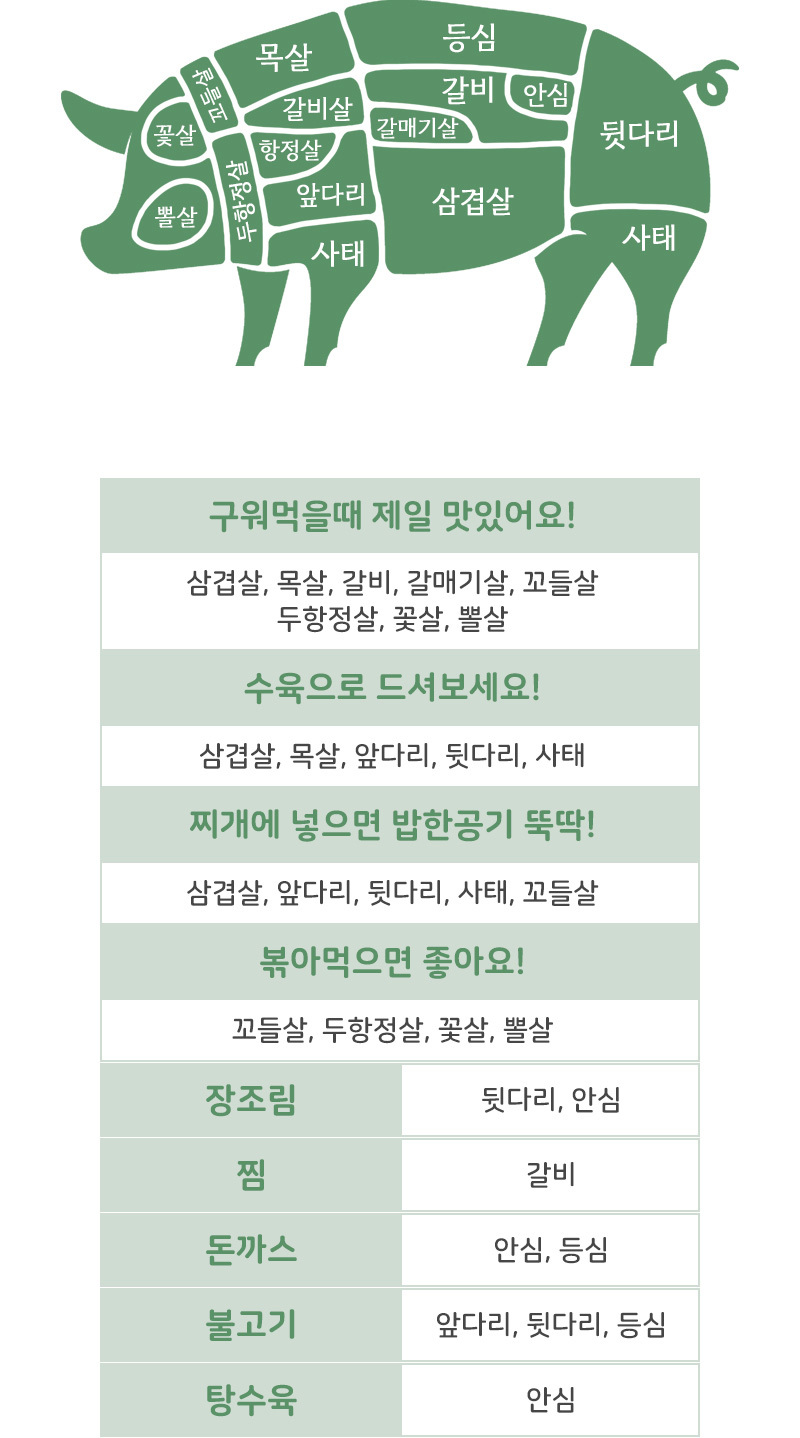 목살
등심
꼬들살
갈비살
갈비
안심
꽃살
항정살
갈매기살
뒷다리
두항정살
앞다리
삼겹살
뽈살
사태
사태
구워먹을때 제일 맛있어요!
삼겹살, 목살, 갈비, 갈매기살, 꼬들살
두항정살, 꽃살, 뽈살
수육으로 드셔보세요!
삼겹살, 목살, 앞다리, 뒷다리, 사태
찌개에 넣으면 밥한공기 뚝딱!
삼겹살, 앞다리, 뒷다리, 사태, 꼬들살
볶아먹으면 좋아요!
꼬들살, 두항정살, 꽃살, 뽈살
장조림 뒷다리, 안심
찜 갈비
돈까스 안심, 등심
불고기 앞다리, 뒷다리, 등심
탕수육 안심